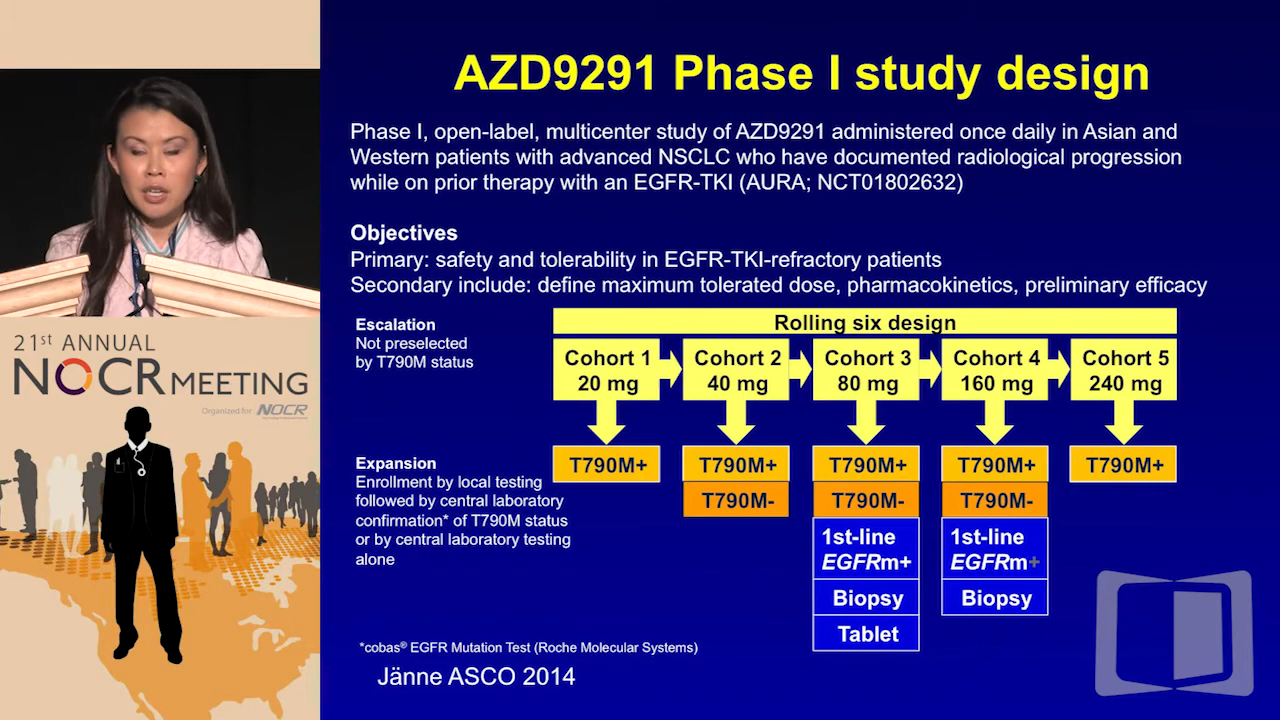 AZD9291 Phase I study design
Phase I, open-label, multicenter study of AZD9291 administered once daily in Asian and
Western patients with advanced NSCLC who have documented radiological progression
while on prior therapy with an EGFR-TKI (AURA; NCT01802632)
Objectives
Primary: safety and tolerability in EGFR-TKI-refractory patients
Secondary include: define maximum tolerated dose, pharmacokinetics, preliminary efficacy
Escalation
Not preselected
by T790M status
Rolling six design
Cohort 1
20 mg
Cohort 2
40 mg
Cohort 3
80 mg
Cohort 4
160 mg
Cohort 5
240 mg
Expansion
Enrollment by local testing
followed by central laboratory
confirmation* of T790M status
or by central laboratory testing
alone
T790M+
T790M+
T790M-
T790M+
T790M-
1st-line
EGFRm+
Biopsy
Tablet
T790M+
T790M-
1st-line
EGFRm+
Biopsy
T790M+
*cobas® EGFR Mutation Test (Roche Molecular Systems)
Jänne ASCO 2014
21st ANNUAL
NOCR MEETING
Organized for NOCR